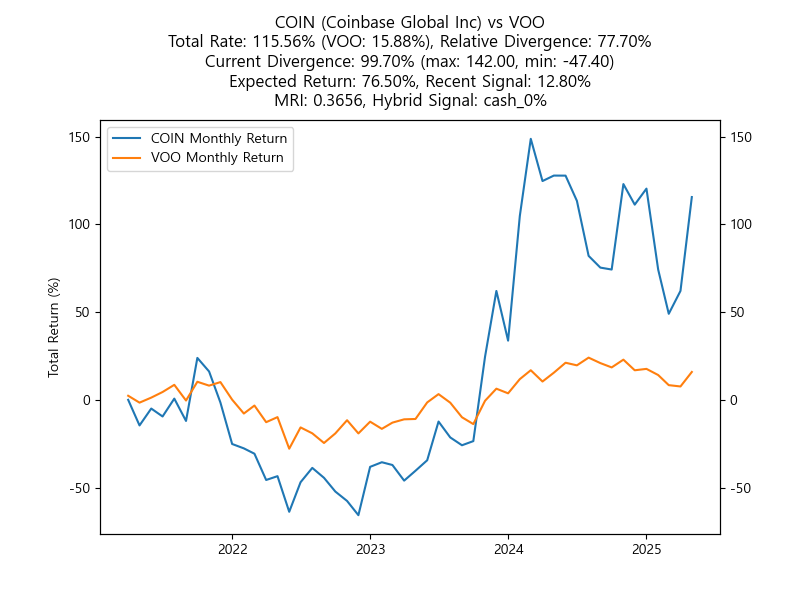 COIN (Coinbase Global Inc) vs VOO
Total Rate: 115.56% (VOO: 15.88%), Relative Divergence: 77.70%
Current Divergence: 99.70% (max: 142.00, min: -47.40)
Expected Return: 76.50%, Recent Signal: 12.80%
MRI: 0.3656, Hybrid Signal: cash_0%
COIN Monthly Return
VOO Monthly Return
Total Return (%)
150
100
50
0
-50
150
100
50
0
-50
2022
2023
2024
2025